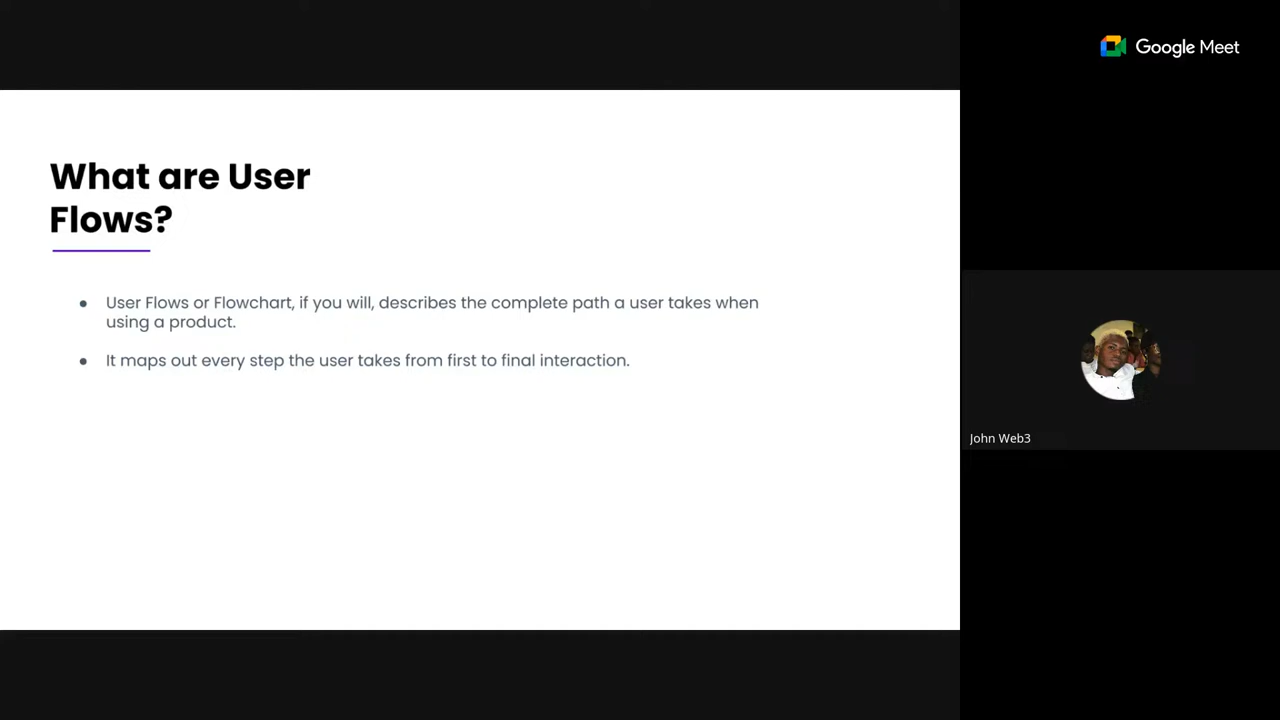 Google Meet
What are User
Flows?
● User Flows or Flowchart, if you will, describes the complete path a user takes when
using a product.
● It maps out every step the user takes from first to final interaction.
John Web3